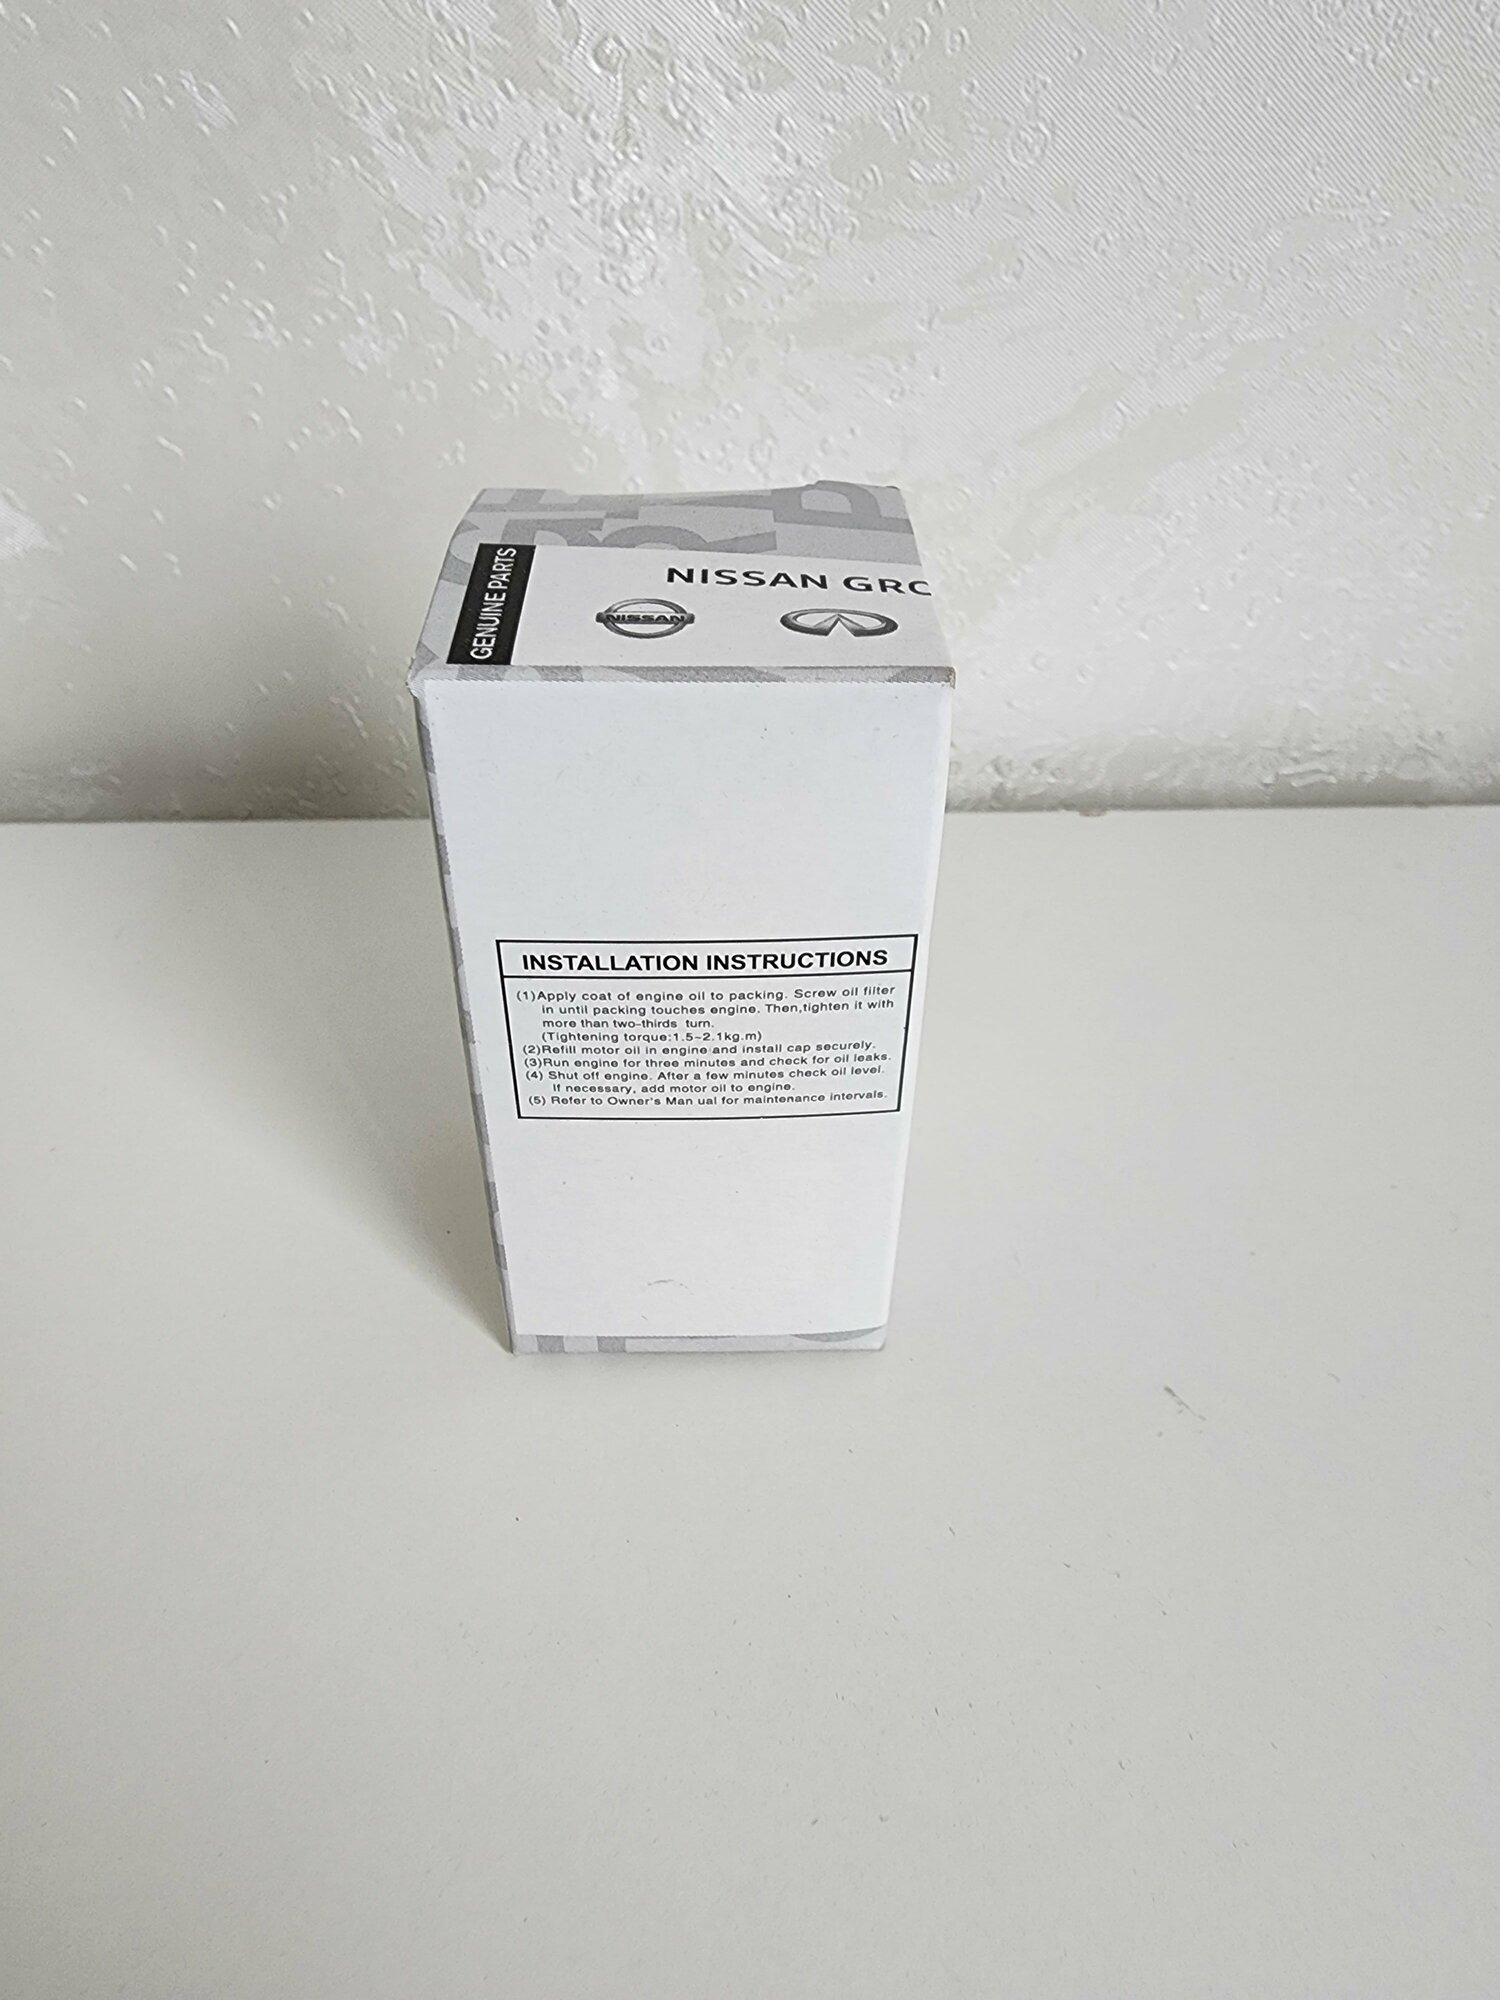 GENUINE PARTS
NISSAN GRO
NISSAN
INSTALLATION INSTRUCTIONS
(1)Apply coat of engine oil to packing. Screw oil filter
in until packing touches engine. Then,tighten it with
more than two-thirds turn.
(Tightening torque:1.5~2.1kg.m)
(2)Refill motor oil in engine and install cap securely.
(3)Run engine for three minutes and check for oil leaks.
(4) Shut off engine. After a few minutes check oil level.
If necessary, add motor oil to engine.
(5) Refer to Owner's Man ual for maintenance intervals.